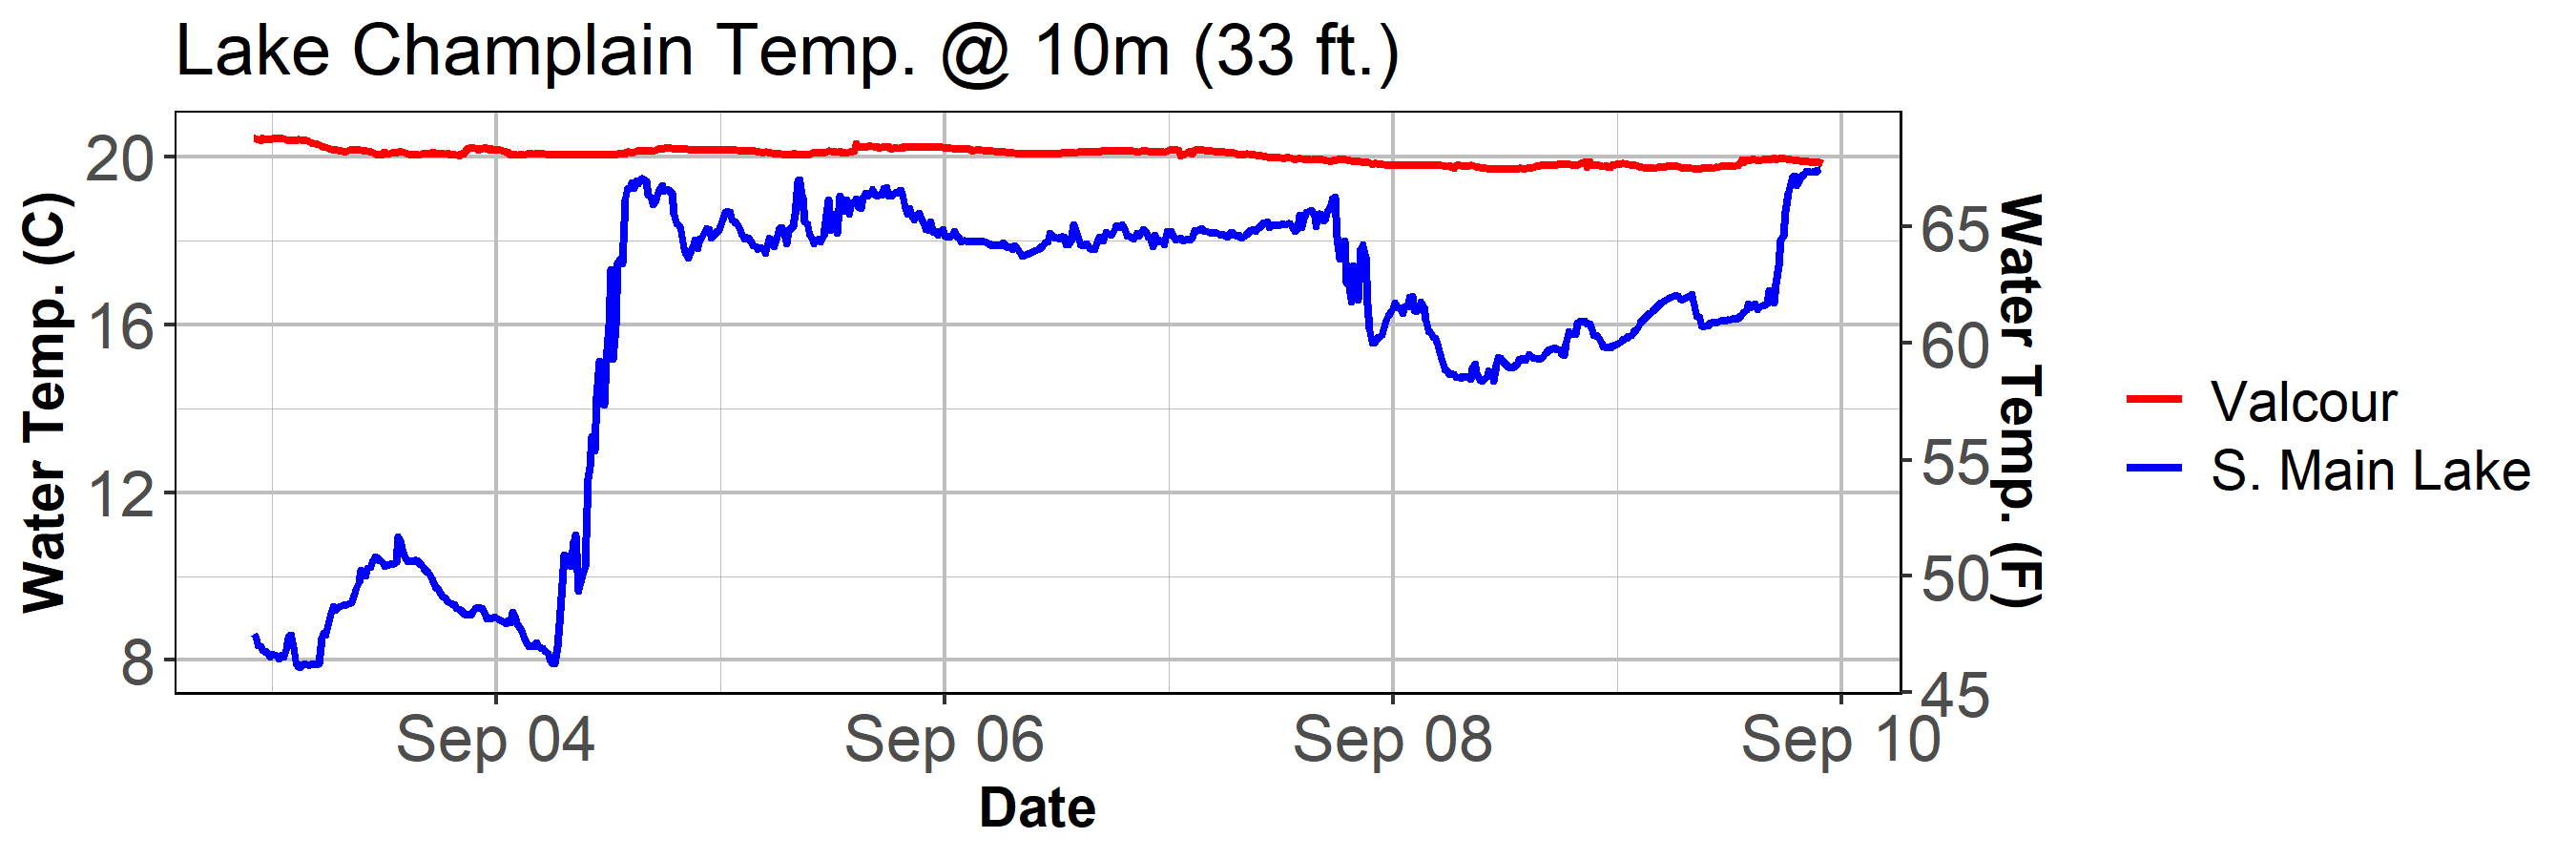 Lake Champlain Temp. @ 10m (33 ft.)
Water Temp. (C)
20
16
12
8
65
60
55
50
45
Water Temp. (F)
Sep 04
Sep 06
Sep 08
Sep 10
Date
Valcour
S. Main Lake